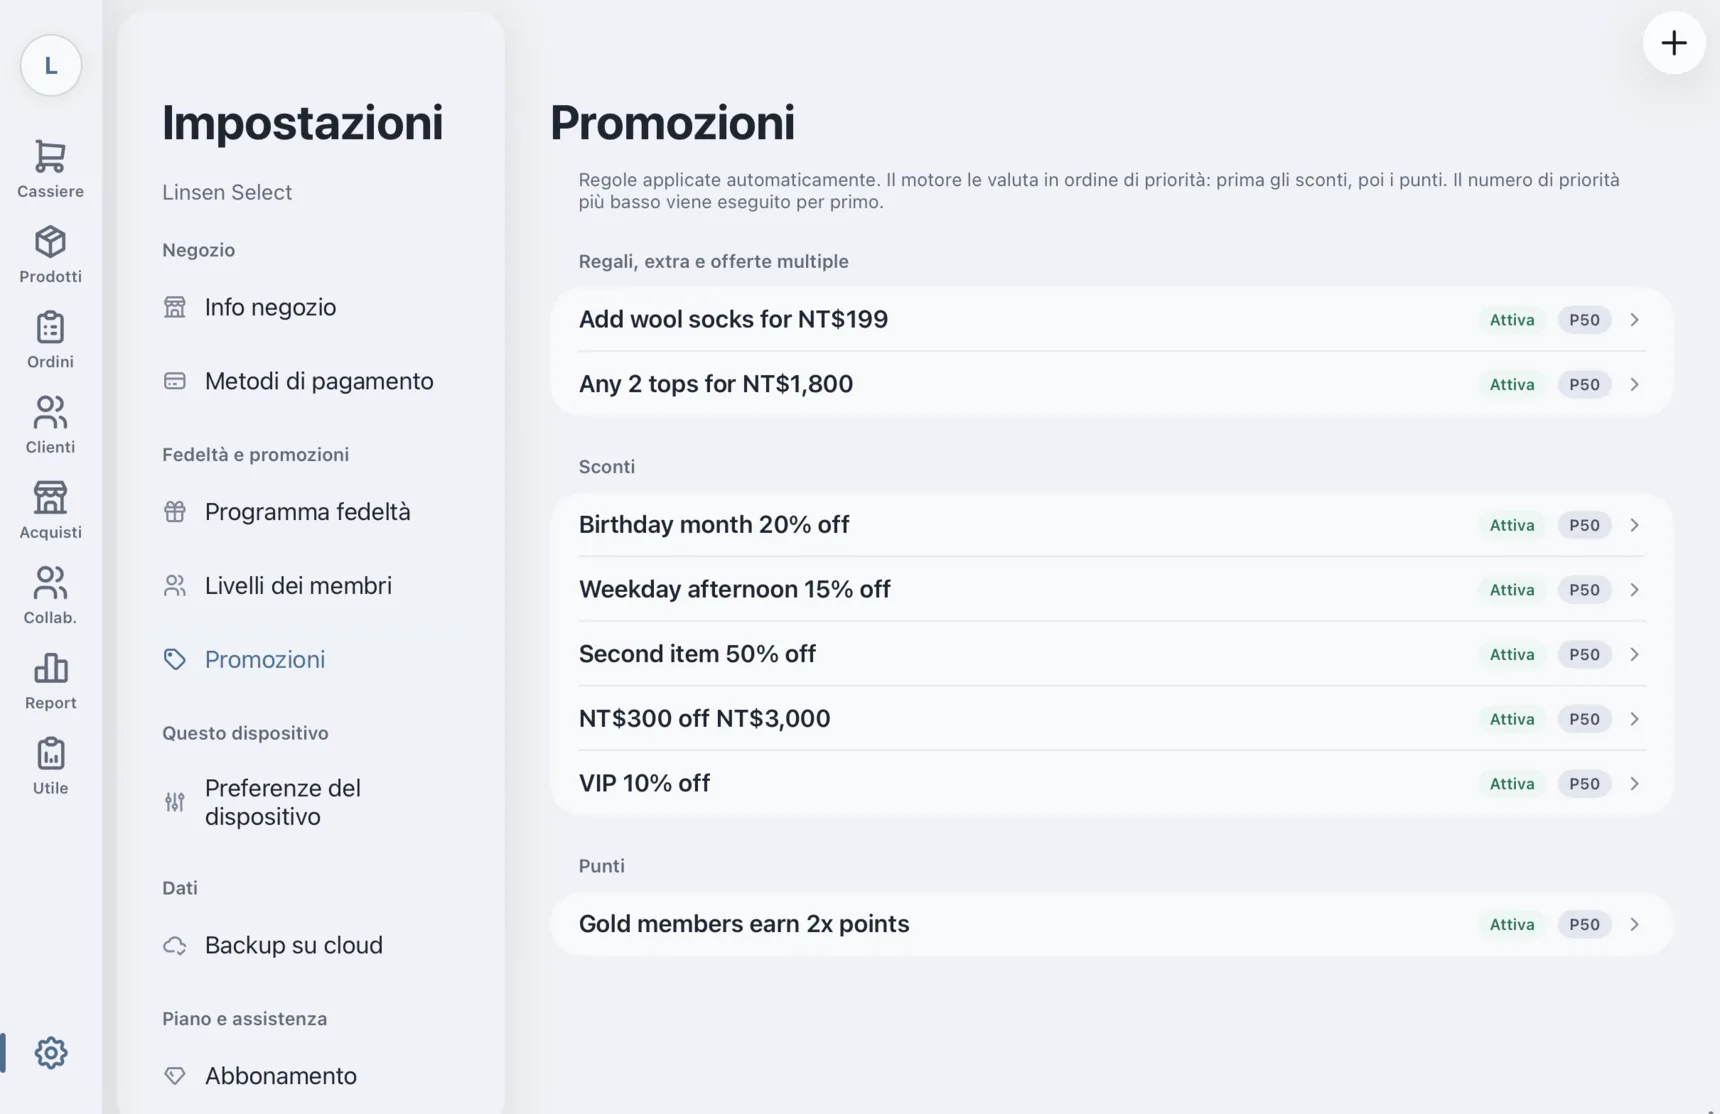 L
Cassiere
Prodotti
Ordini
Clienti
Acquisti
Collab.
Report
Utile
Impostazioni
Linsen Select
Negozio
Info negozio
Metodi di pagamento
Fedeltà e promozioni
Programma fedeltà
Livelli dei membri
Promozioni
Questo dispositivo
Preferenze del
dispositivo
Dati
Backup su cloud
Piano e assistenza
Abbonamento
Promozioni
Regole applicate automaticamente. Il motore le valuta in ordine di priorità: prima gli sconti, poi i punti. Il numero di priorità
più basso viene eseguito per primo.
Regali, extra e offerte multiple
Add wool socks for NT$199 Attiva P50
Any 2 tops for NT$1,800 Attiva P50
Sconti
Birthday month 20% off Attiva P50
Weekday afternoon 15% off Attiva P50
Second item 50% off Attiva P50
NT$300 off NT$3,000 Attiva P50
VIP 10% off Attiva P50
Punti
Gold members earn 2x points Attiva P50